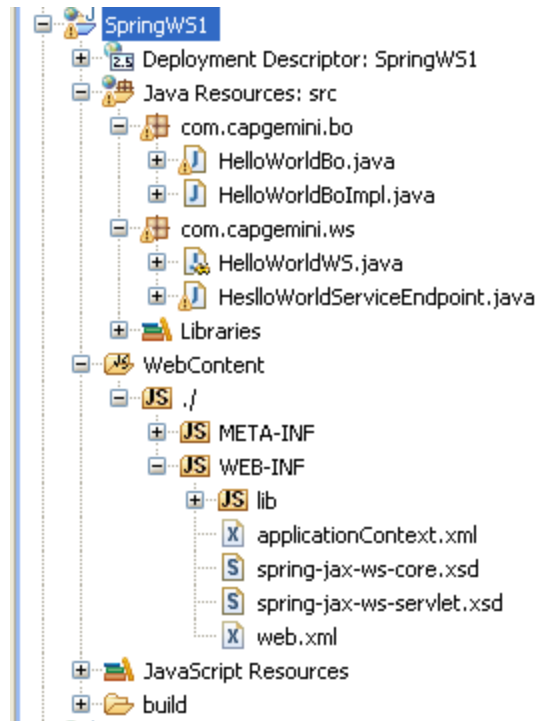 SpringWS1
Deployment Descriptor: SpringWS1
Java Resources: src
com.capgemini.bo
HelloWorldBo.java
HelloWorldBoImpl.java
com.capgemini.ws
HelloWorldWS.java
HeslloWorldServiceEndpoint.java
Libraries
WebContent
./
META-INF
WEB-INF
lib
applicationContext.xml
spring-jax-ws-core.xsd
spring-jax-ws-servlet.xsd
web.xml
JavaScript Resources
build